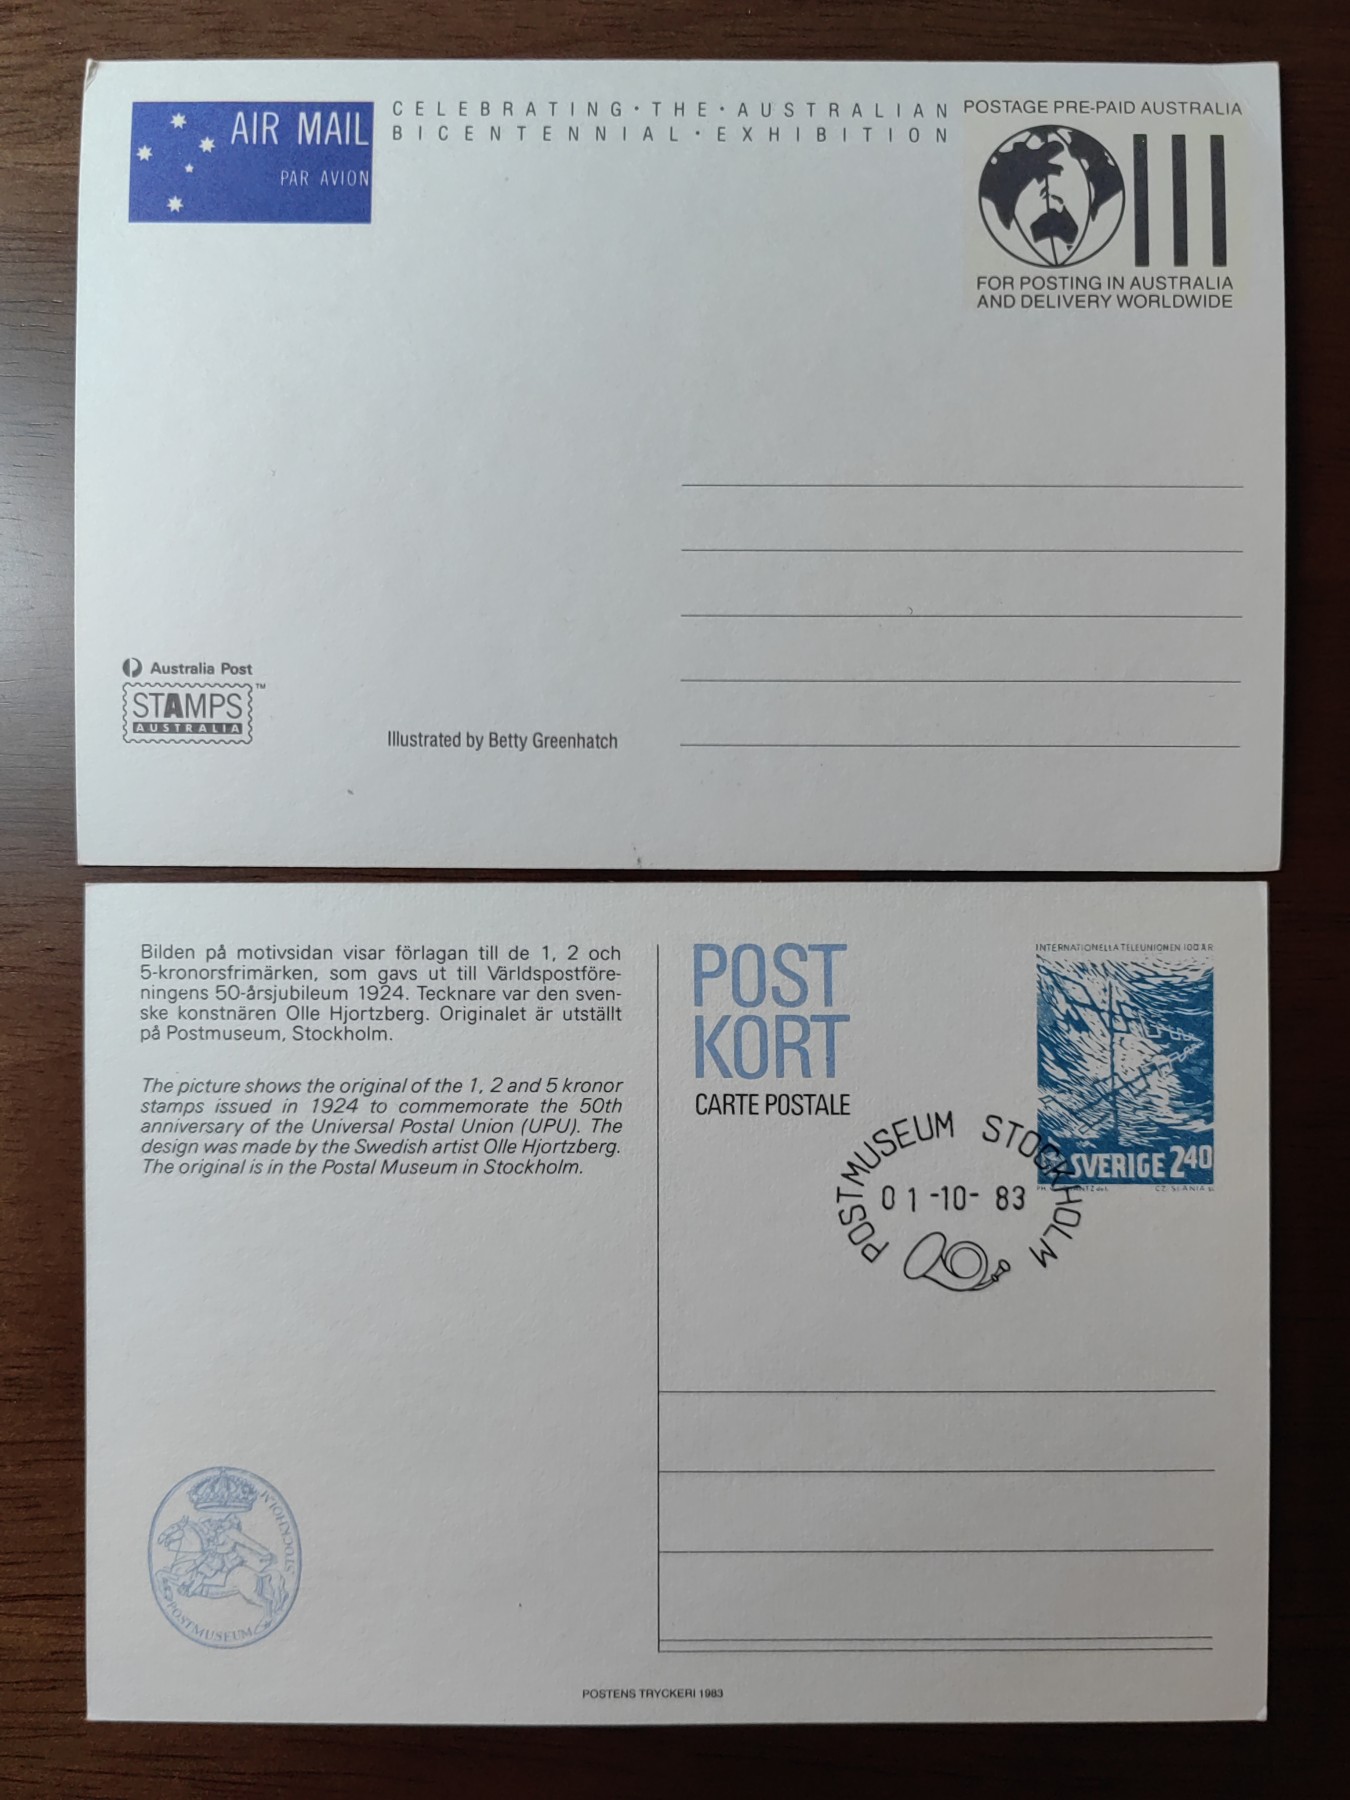 AIR MAIL
PAR AVION
CELEBRATING·THE·AUSTRALIAN
BICENTENNIAL·EXHIBITION
POSTAGE PRE-PAID AUSTRALIA
FOR POSTING IN AUSTRALIA
AND DELIVERY WORLDWIDE
Australia Post
STAMPS™
AUSTRALIA
Illustrated by Betty Greenhatch
Bilden på motivsidan visar förlagan till de 1, 2 och
5-kronorsfrimärken, som gavs ut till Världspostföre-
ningens 50-årsjubileum 1924. Tecknare var den sven-
ske konstnären Olle Hjortzberg. Originalet är utställt
på Postmuseum, Stockholm.
The picture shows the original of the 1, 2 and 5 kronor
stamps issued in 1924 to commemorate the 50th
anniversary of the Universal Postal Union (UPU). The
design was made by the Swedish artist Olle Hjortzberg.
The original is in the Postal Museum in Stockholm.
POST
KORT
CARTE POSTALE
INTERNATIONELLA TELEUNIONEN 100 ÅR
SVERIGE 240
CZ. SLANIA sc
POSTMUSEUM STOCKHOLM
01-10-83
STOCKHOLM
POSTMUSEUM
POSTENS TRYCKERI 1983